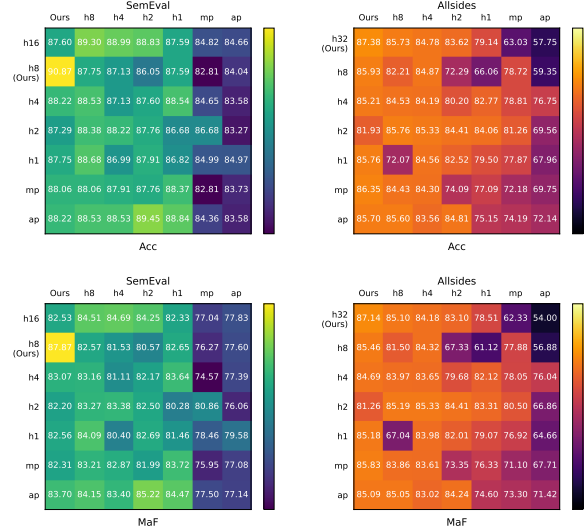 SemEval
Ours h8 h4 h2 h1 mp ap
h16 87.60 89.30 88.99 88.83 87.59 84.82 84.66
h8 (Ours) 90.87 87.75 87.13 86.05 87.59 82.81 84.04
h4 88.22 88.53 87.13 87.60 88.54 84.65 83.58
h2 87.29 88.38 88.22 87.76 86.68 86.68 83.27
h1 87.75 88.68 86.99 87.91 86.82 84.99 84.97
mp 88.06 88.06 87.91 87.76 88.37 82.81 83.73
ap 88.22 88.53 88.53 89.45 88.84 84.36 83.58
Acc
Allsides
Ours h8 h4 h2 h1 mp ap
h32 (Ours) 87.38 85.73 84.78 83.62 79.14 63.03 57.75
h8 85.93 82.21 84.87 72.29 66.06 78.72 59.35
h4 85.21 84.53 84.19 80.20 82.77 78.81 76.75
h2 81.93 85.76 85.33 84.41 84.06 81.26 69.56
h1 85.76 72.07 84.56 82.52 79.50 77.87 67.96
mp 86.35 84.43 84.30 74.09 77.09 72.18 69.75
ap 85.70 85.60 83.56 84.81 75.15 74.19 72.14
Acc
SemEval
Ours h8 h4 h2 h1 mp ap
h16 82.53 84.51 84.69 84.25 82.33 77.04 77.83
h8 (Ours) 87.87 82.57 81.53 80.57 82.65 76.27 77.60
h4 83.07 83.16 81.11 82.17 83.64 74.57 77.39
h2 82.20 83.27 83.38 82.50 80.28 80.86 76.06
h1 82.56 84.09 80.40 82.69 81.46 78.46 79.58
mp 82.31 83.21 82.87 81.99 83.72 75.95 77.08
ap 83.70 84.15 83.40 85.22 84.47 77.50 77.14
MaF
Allsides
Ours h8 h4 h2 h1 mp ap
h32 (Ours) 87.14 85.10 84.18 83.10 78.51 62.33 54.00
h8 85.46 81.50 84.32 67.33 61.12 77.88 56.88
h4 84.69 83.97 83.65 79.68 82.12 78.05 76.04
h2 81.26 85.19 85.33 84.41 83.31 80.50 66.86
h1 85.18 67.04 83.98 82.01 79.07 76.92 64.66
mp 85.83 83.86 83.61 73.35 76.33 71.10 67.71
ap 85.09 85.05 83.02 84.24 74.60 73.30 71.42
MaF